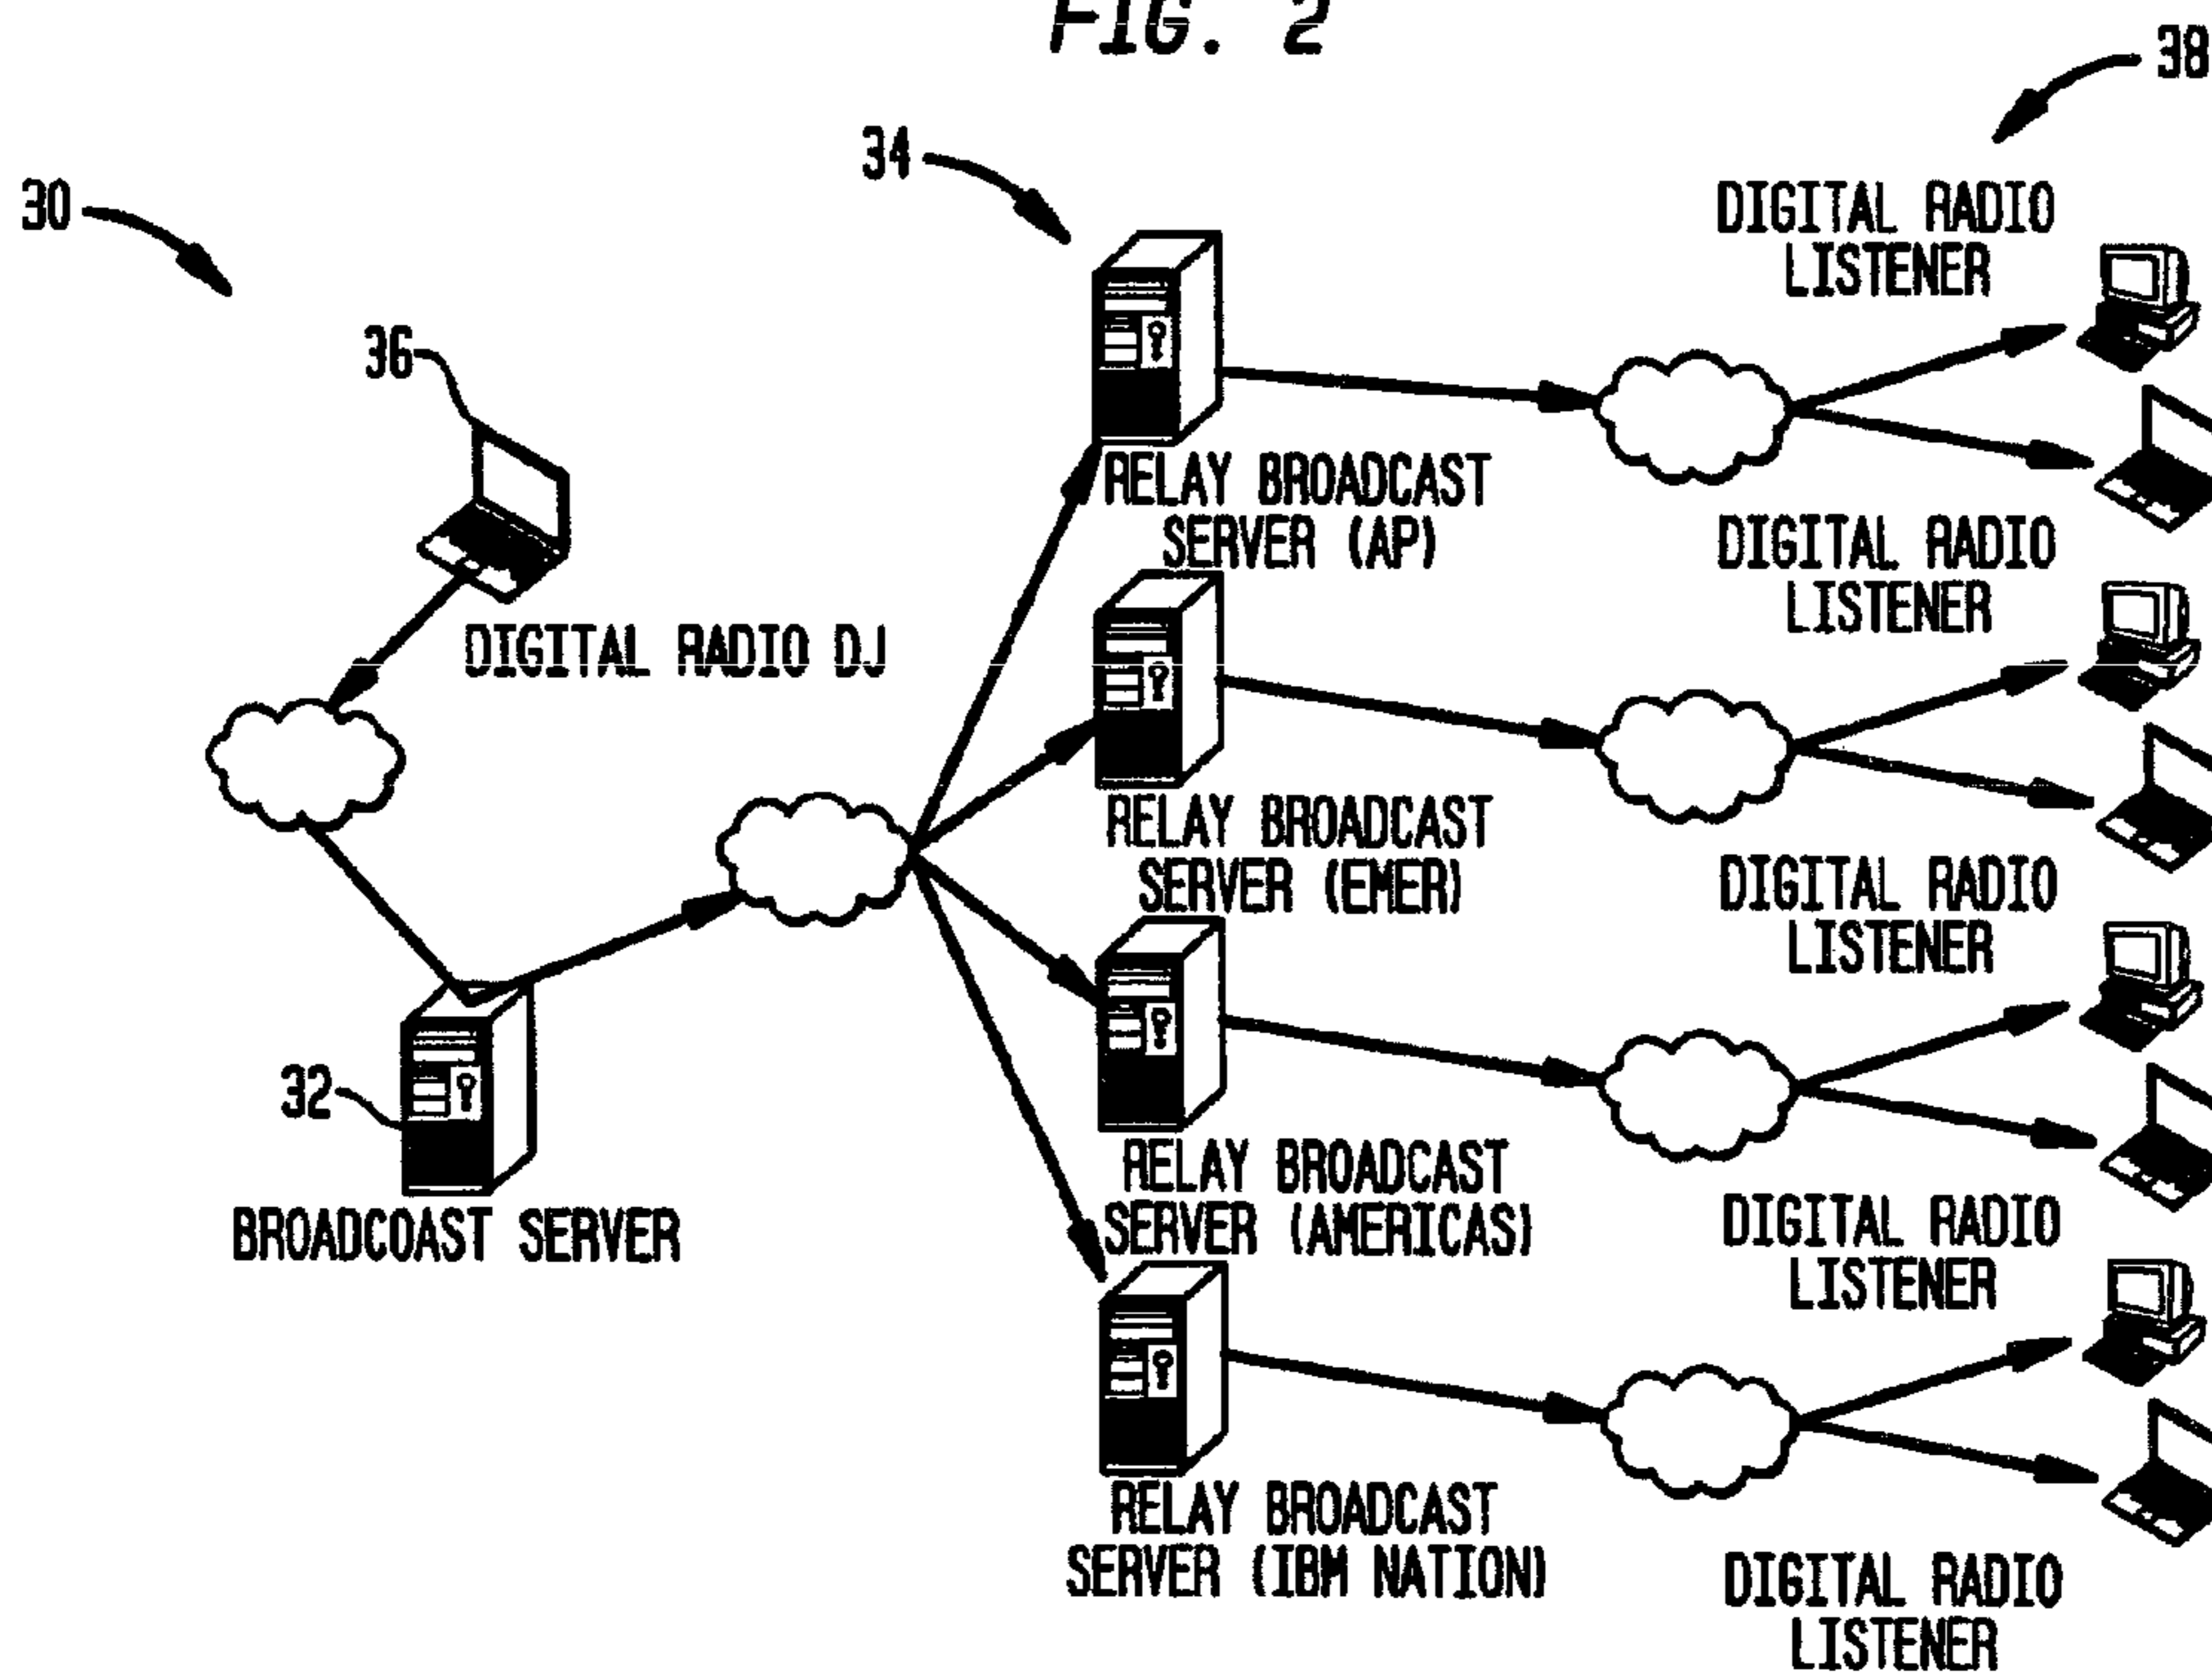 FIG. 2
38
34
30
DIGITAL RADIO
LISTENER
36
RELAY BROADCAST
SERVER (AP)
DIGITAL RADIO
LISTENER
DIGITAL RADIO DJ
RELAY BROADCAST
SERVER (EMER)
DIGITAL RADIO
LISTENER
32
RELAY BROADCAST
SERVER (AMERICAS)
BROADCOAST SERVER
DIGITAL RADIO
LISTENER
RELAY BROADCAST
SERVER (IBM NATION)
DIGITAL RADIO
LISTENER